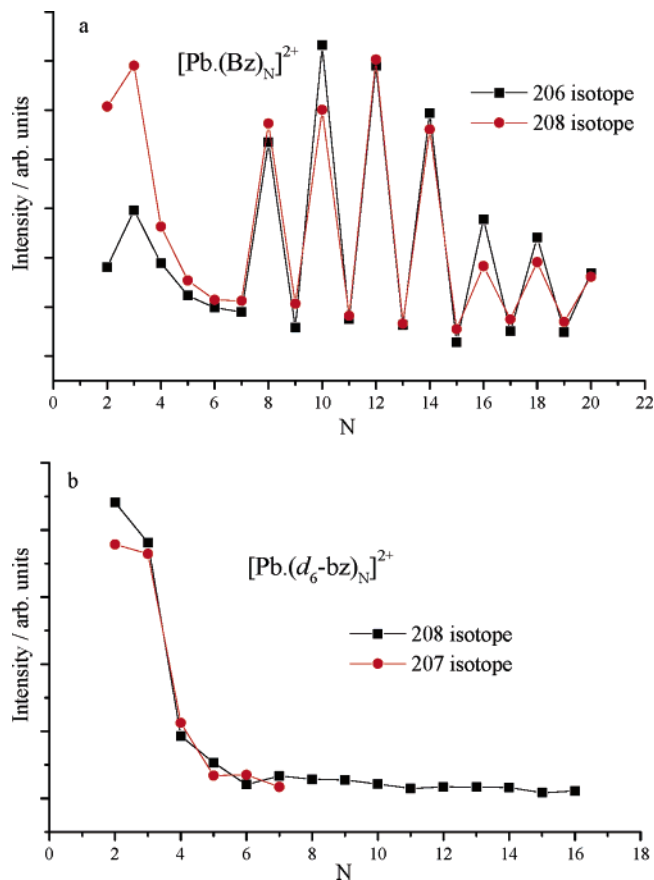 a
[Pb.(Bz)N]2+
206 isotope
208 isotope
Intensity / arb. units
0 2 4 6 8 10 12 14 16 18 20 22
N
b
[Pb.(d6-bz)N]2+
208 isotope
207 isotope
Intensity / arb. units
0 2 4 6 8 10 12 14 16 18
N